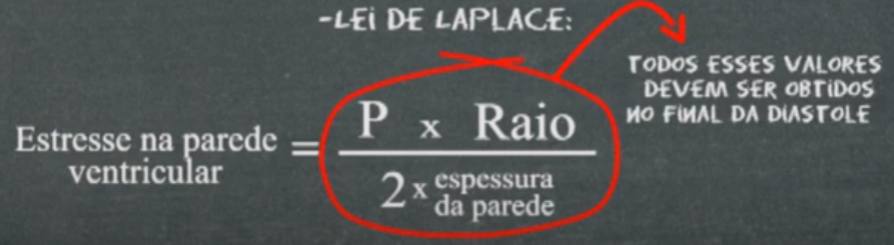 -LEI DE LAPLACE:
TODOS ESSES VALORES
DEVEM SER OBTIDOS
NO FINAL DA DIASTOLE
Estresse na parede
ventricular
=
P x Raio
2 x espessura
da parede